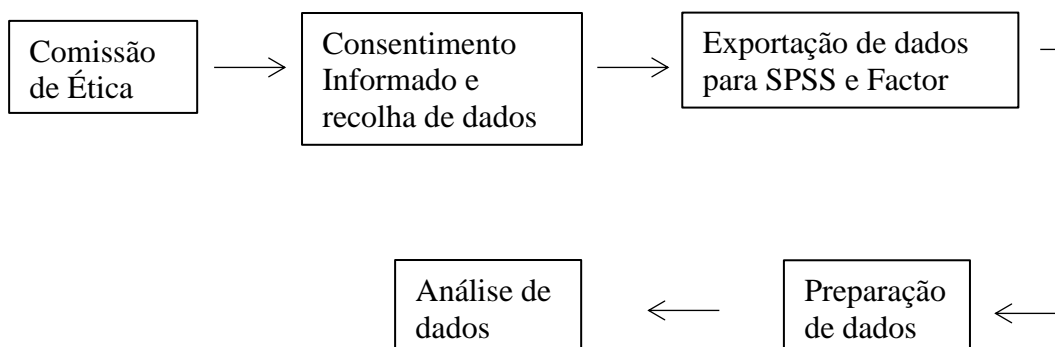 Comissão
de Ética
Consentimento
Informado e
recolha de dados
Exportação de dados
para SPSS e Factor
Preparação
de dados
Análise de
dados